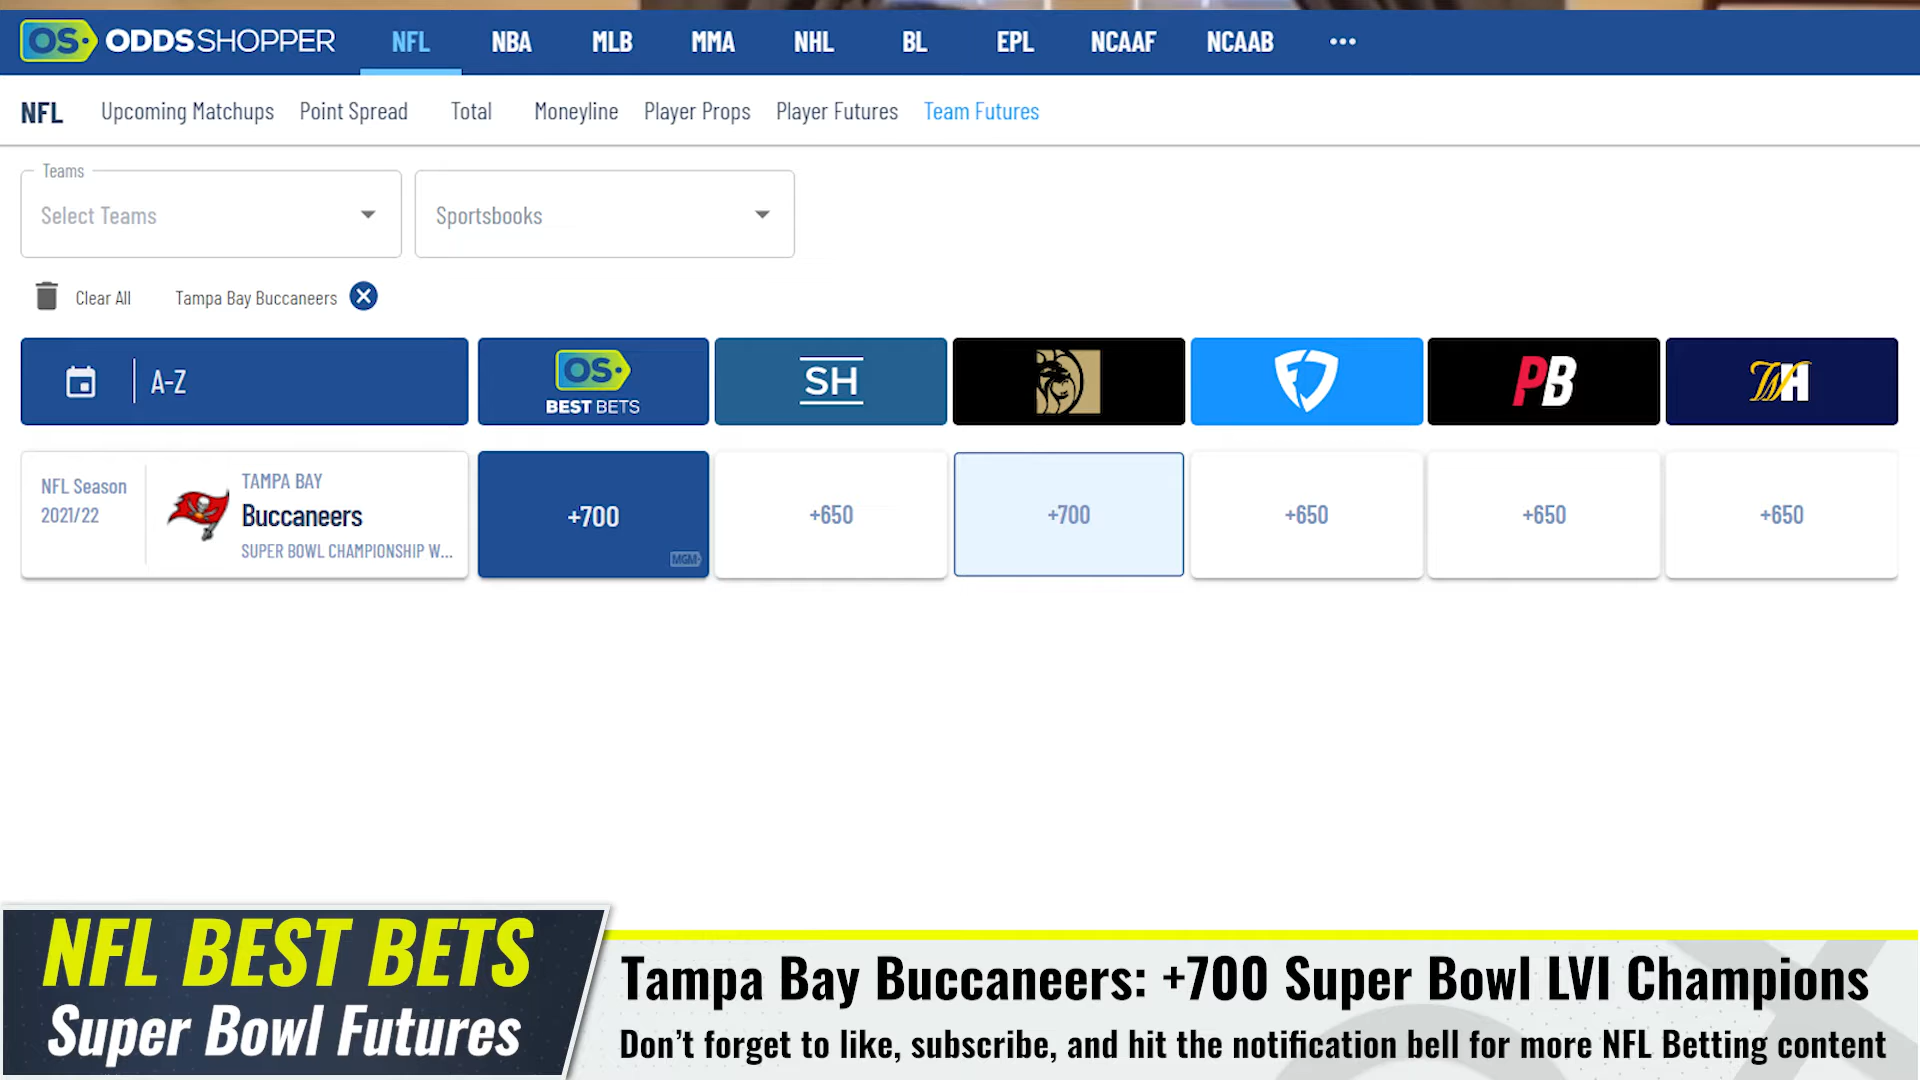 OS ODDSSHOPPER NFL NBA MLB MMA NHL BL EPL NCAAF NCAAB
NFL Upcoming Matchups Point Spread Total Moneyline Player Props Player Futures Team Futures
Teams
Select Teams Sportsbooks
Clear All Tampa Bay Buccaneers
A-Z OS SH PB WH
BEST BETS
NFL Season
2021/22
TAMPA BAY
Buccaneers
SUPER BOWL CHAMPIONSHIP W...
+700 +650 +700 +650 +650 +650
MGM
NFL BEST BETS
Super Bowl Futures
Tampa Bay Buccaneers: +700 Super Bowl LVI Champions
Don't forget to like, subscribe, and hit the notification bell for more NFL Betting content